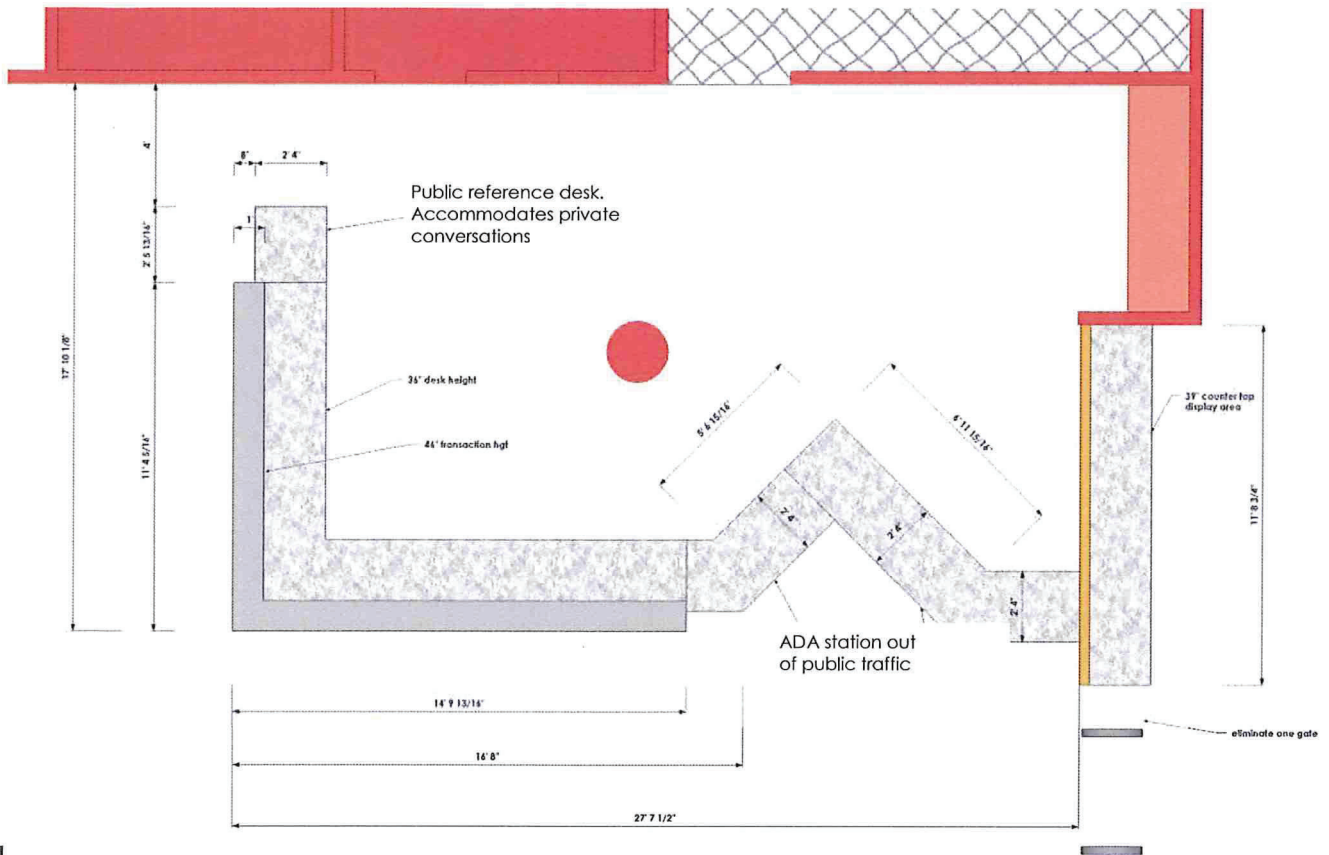 4'
8"
2' 4"
Public reference desk.
Accommodates private
conversations
1'
2' 5 13/16"
17' 10 1/8"
36" desk height
46" transaction hgt
11' 4 5/16"
5' 6 15/16"
6' 11 15/16"
39" counter top
display area
2' 4"
2' 4"
11' 8 3/4"
2' 4"
ADA station out
of public traffic
14' 9 13/16"
eliminate one gate
16' 8"
27' 7 1/2"